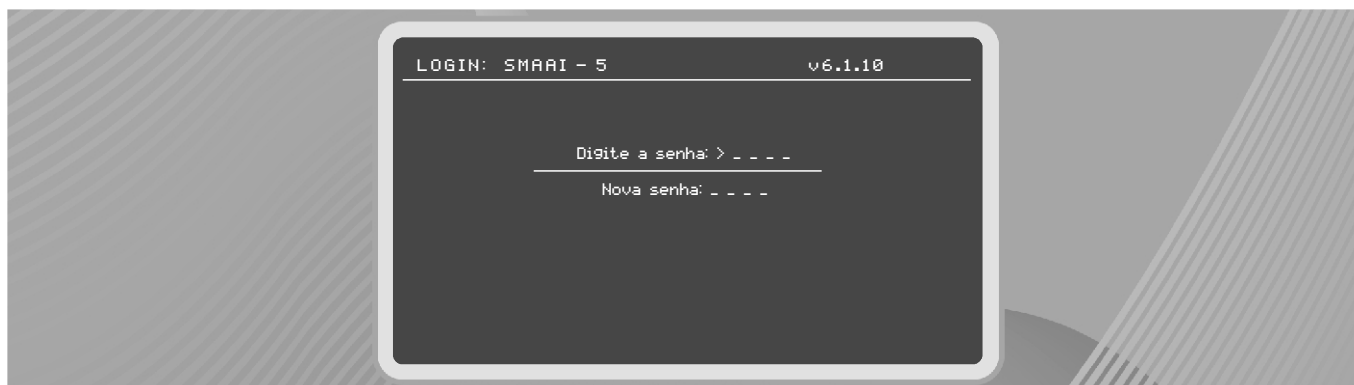 LOGIN: SMAAI - 5 v6.1.10
Digite a senha: > _ _ _ _
Nova senha: _ _ _ _